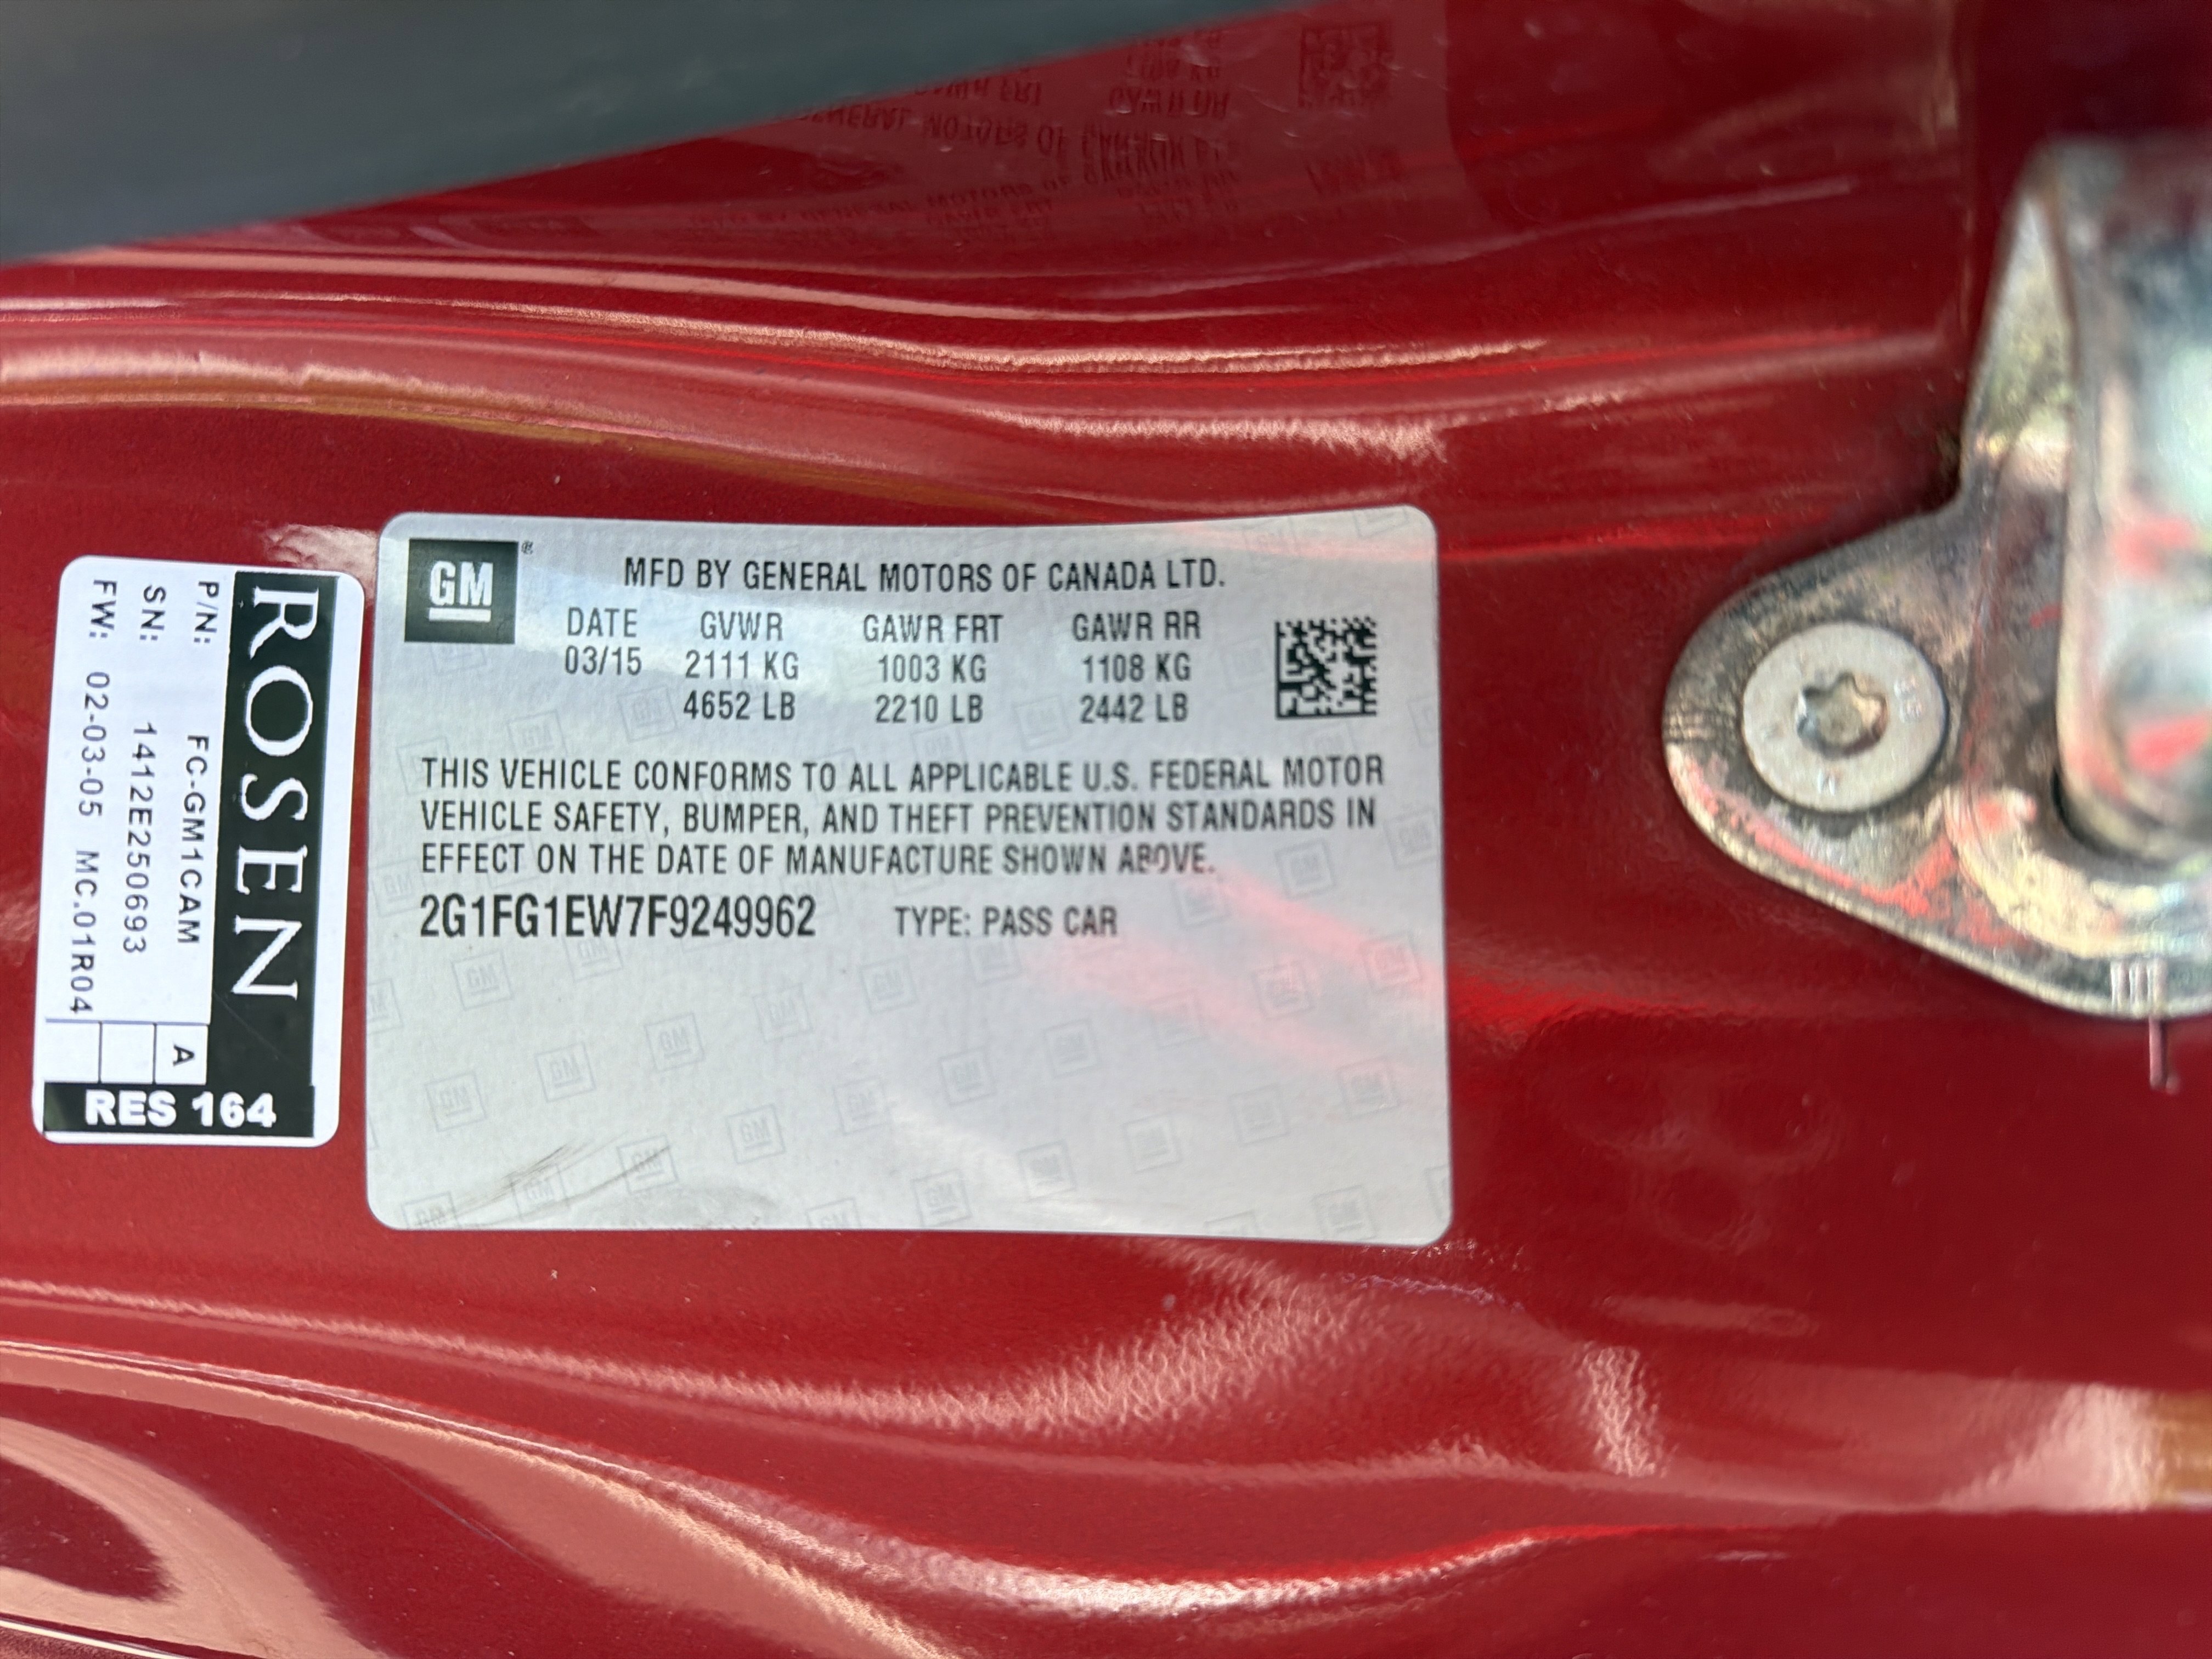 GM
MFD BY GENERAL MOTORS OF CANADA LTD.
DATE GVWR GAWR FRT GAWR RR
03/15 2111 KG 1003 KG 1108 KG
4652 LB 2210 LB 2442 LB
THIS VEHICLE CONFORMS TO ALL APPLICABLE U.S. FEDERAL MOTOR
VEHICLE SAFETY, BUMPER, AND THEFT PREVENTION STANDARDS IN
EFFECT ON THE DATE OF MANUFACTURE SHOWN ABOVE.
2G1FG1EW7F9249962 TYPE: PASS CAR
ROSEN
P/N: FC-GM1CAM A
SN: 1412E250693
FW: 02-03-05 MC.01R04
RES 164